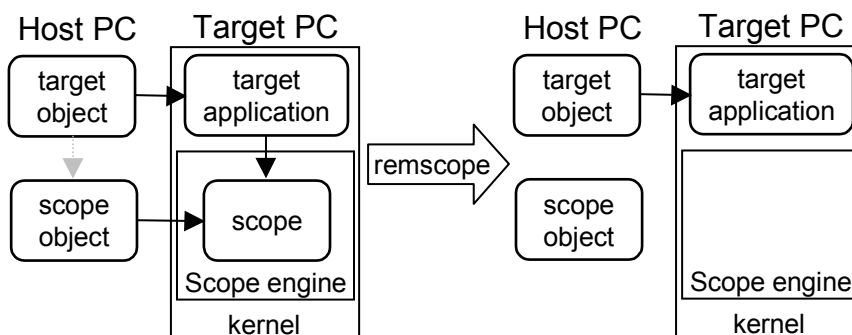 Host PC
Target PC
target
object
target
application
scope
object
scope
Scope engine
kernel
remscope
Host PC
Target PC
target
object
target
application
scope
object
Scope engine
kernel